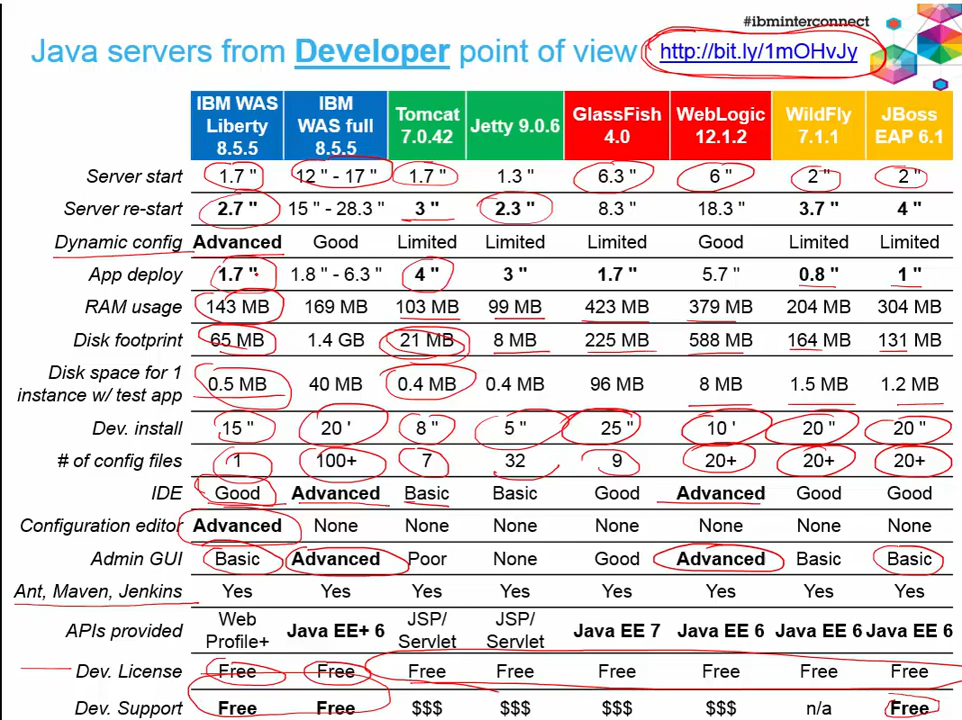 #ibminterconnect
Java servers from Developer point of view http://bit.ly/1mOHvJy
IBM WAS Liberty 8.5.5 IBM WAS full 8.5.5 Tomcat 7.0.42 Jetty 9.0.6 GlassFish 4.0 WebLogic 12.1.2 WildFly 7.1.1 JBoss EAP 6.1
Server start 1.7 " 12 " - 17 " 1.7 " 1.3 " 6.3 " 6 " 2 " 2 "
Server re-start 2.7 " 15 " - 28.3 " 3 " 2.3 " 8.3 " 18.3 " 3.7 " 4 "
Dynamic config Advanced Good Limited Limited Limited Good Limited Limited
App deploy 1.7 " 1.8 " - 6.3 " 4 " 3 " 1.7 " 5.7 " 0.8 " 1 "
RAM usage 143 MB 169 MB 103 MB 99 MB 423 MB 379 MB 204 MB 304 MB
Disk footprint 65 MB 1.4 GB 21 MB 8 MB 225 MB 588 MB 164 MB 131 MB
Disk space for 1 instance w/ test app 0.5 MB 40 MB 0.4 MB 0.4 MB 96 MB 8 MB 1.5 MB 1.2 MB
Dev. install 15 " 20 ' 8 " 5 " 25 " 10 ' 20 " 20 "
# of config files 1 100+ 7 32 9 20+ 20+ 20+
IDE Good Advanced Basic Basic Good Advanced Good Good
Configuration editor Advanced None None None None None None None
Admin GUI Basic Advanced Poor None Good Advanced Basic Basic
Ant, Maven, Jenkins Yes Yes Yes Yes Yes Yes Yes Yes
APIs provided Web Profile+ Java EE+ 6 JSP/ Servlet JSP/ Servlet Java EE 7 Java EE 6 Java EE 6 Java EE 6
Dev. License Free Free Free Free Free Free Free Free
Dev. Support Free Free $$$ $$$ $$$ $$$ n/a Free